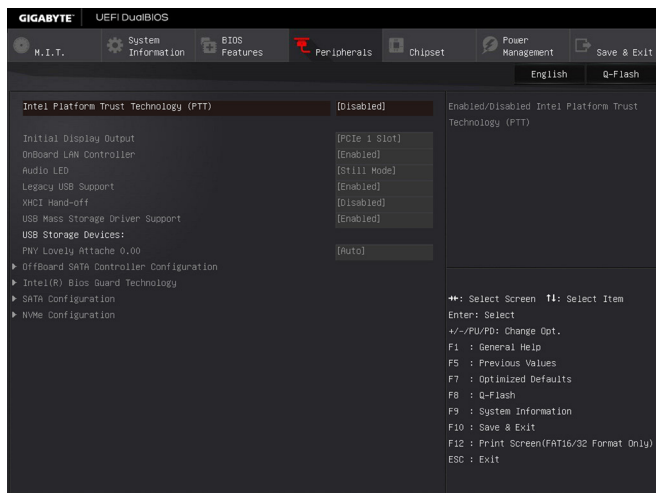 GIGABYTE™ UEFI DualBIOS
M.I.T.
System Information
BIOS Features
Peripherals
Chipset
Power Management
Save & Exit
English
Q-Flash
Intel Platform Trust Technology (PTT) [Disabled]
Initial Display Output [PCIe 1 Slot]
OnBoard LAN Controller [Enabled]
Audio LED [Still Mode]
Legacy USB Support [Enabled]
XHCI Hand-off [Disabled]
USB Mass Storage Driver Support [Enabled]
USB Storage Devices:
PNY Lovely Attache 0.00 [Auto]
OffBoard SATA Controller Configuration
Intel(R) Bios Guard Technology
SATA Configuration
NVMe Configuration
Enabled/Disabled Intel Platform Trust
Technology (PTT)
→←: Select Screen ↑↓: Select Item
Enter: Select
+/-/PU/PD: Change Opt.
F1 : General Help
F5 : Previous Values
F7 : Optimized Defaults
F8 : Q-Flash
F9 : System Information
F10 : Save & Exit
F12 : Print Screen(FAT16/32 Format Only)
ESC : Exit